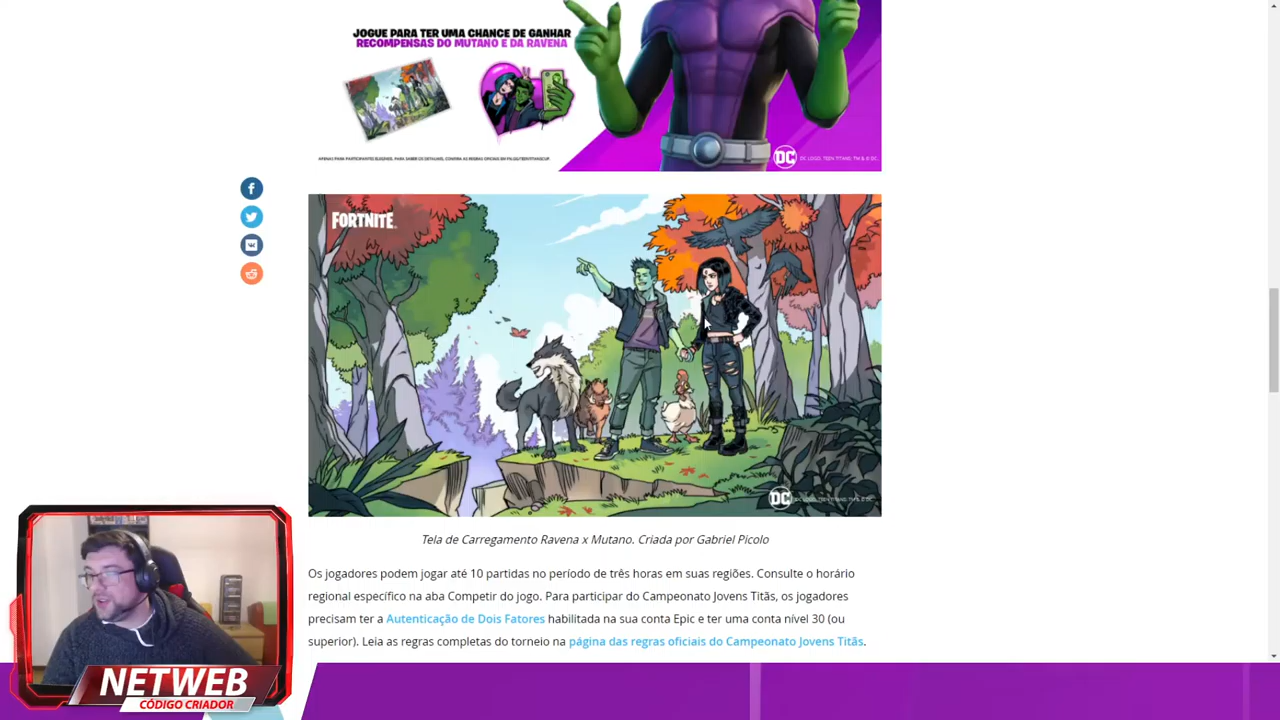 JOGUE PARA TER UMA CHANCE DE GANHAR
RECOMPENSAS DO MUTANO E DA RAVENA
DC
FORTNITE
DC
Tela de Carregamento Ravena x Mutano. Criada por Gabriel Picolo
Os jogadores podem jogar até 10 partidas no período de três horas em suas regiões. Consulte o horário
regional específico na aba Competir do jogo. Para participar do Campeonato Jovens Titãs, os jogadores
precisam ter a Autenticação de Dois Fatores habilitada na sua conta Epic e ter uma conta nível 30 (ou
superior). Leia as regras completas do torneio na página das regras oficiais do Campeonato Jovens Titãs.
NETWEB
CÓDIGO CRIADOR